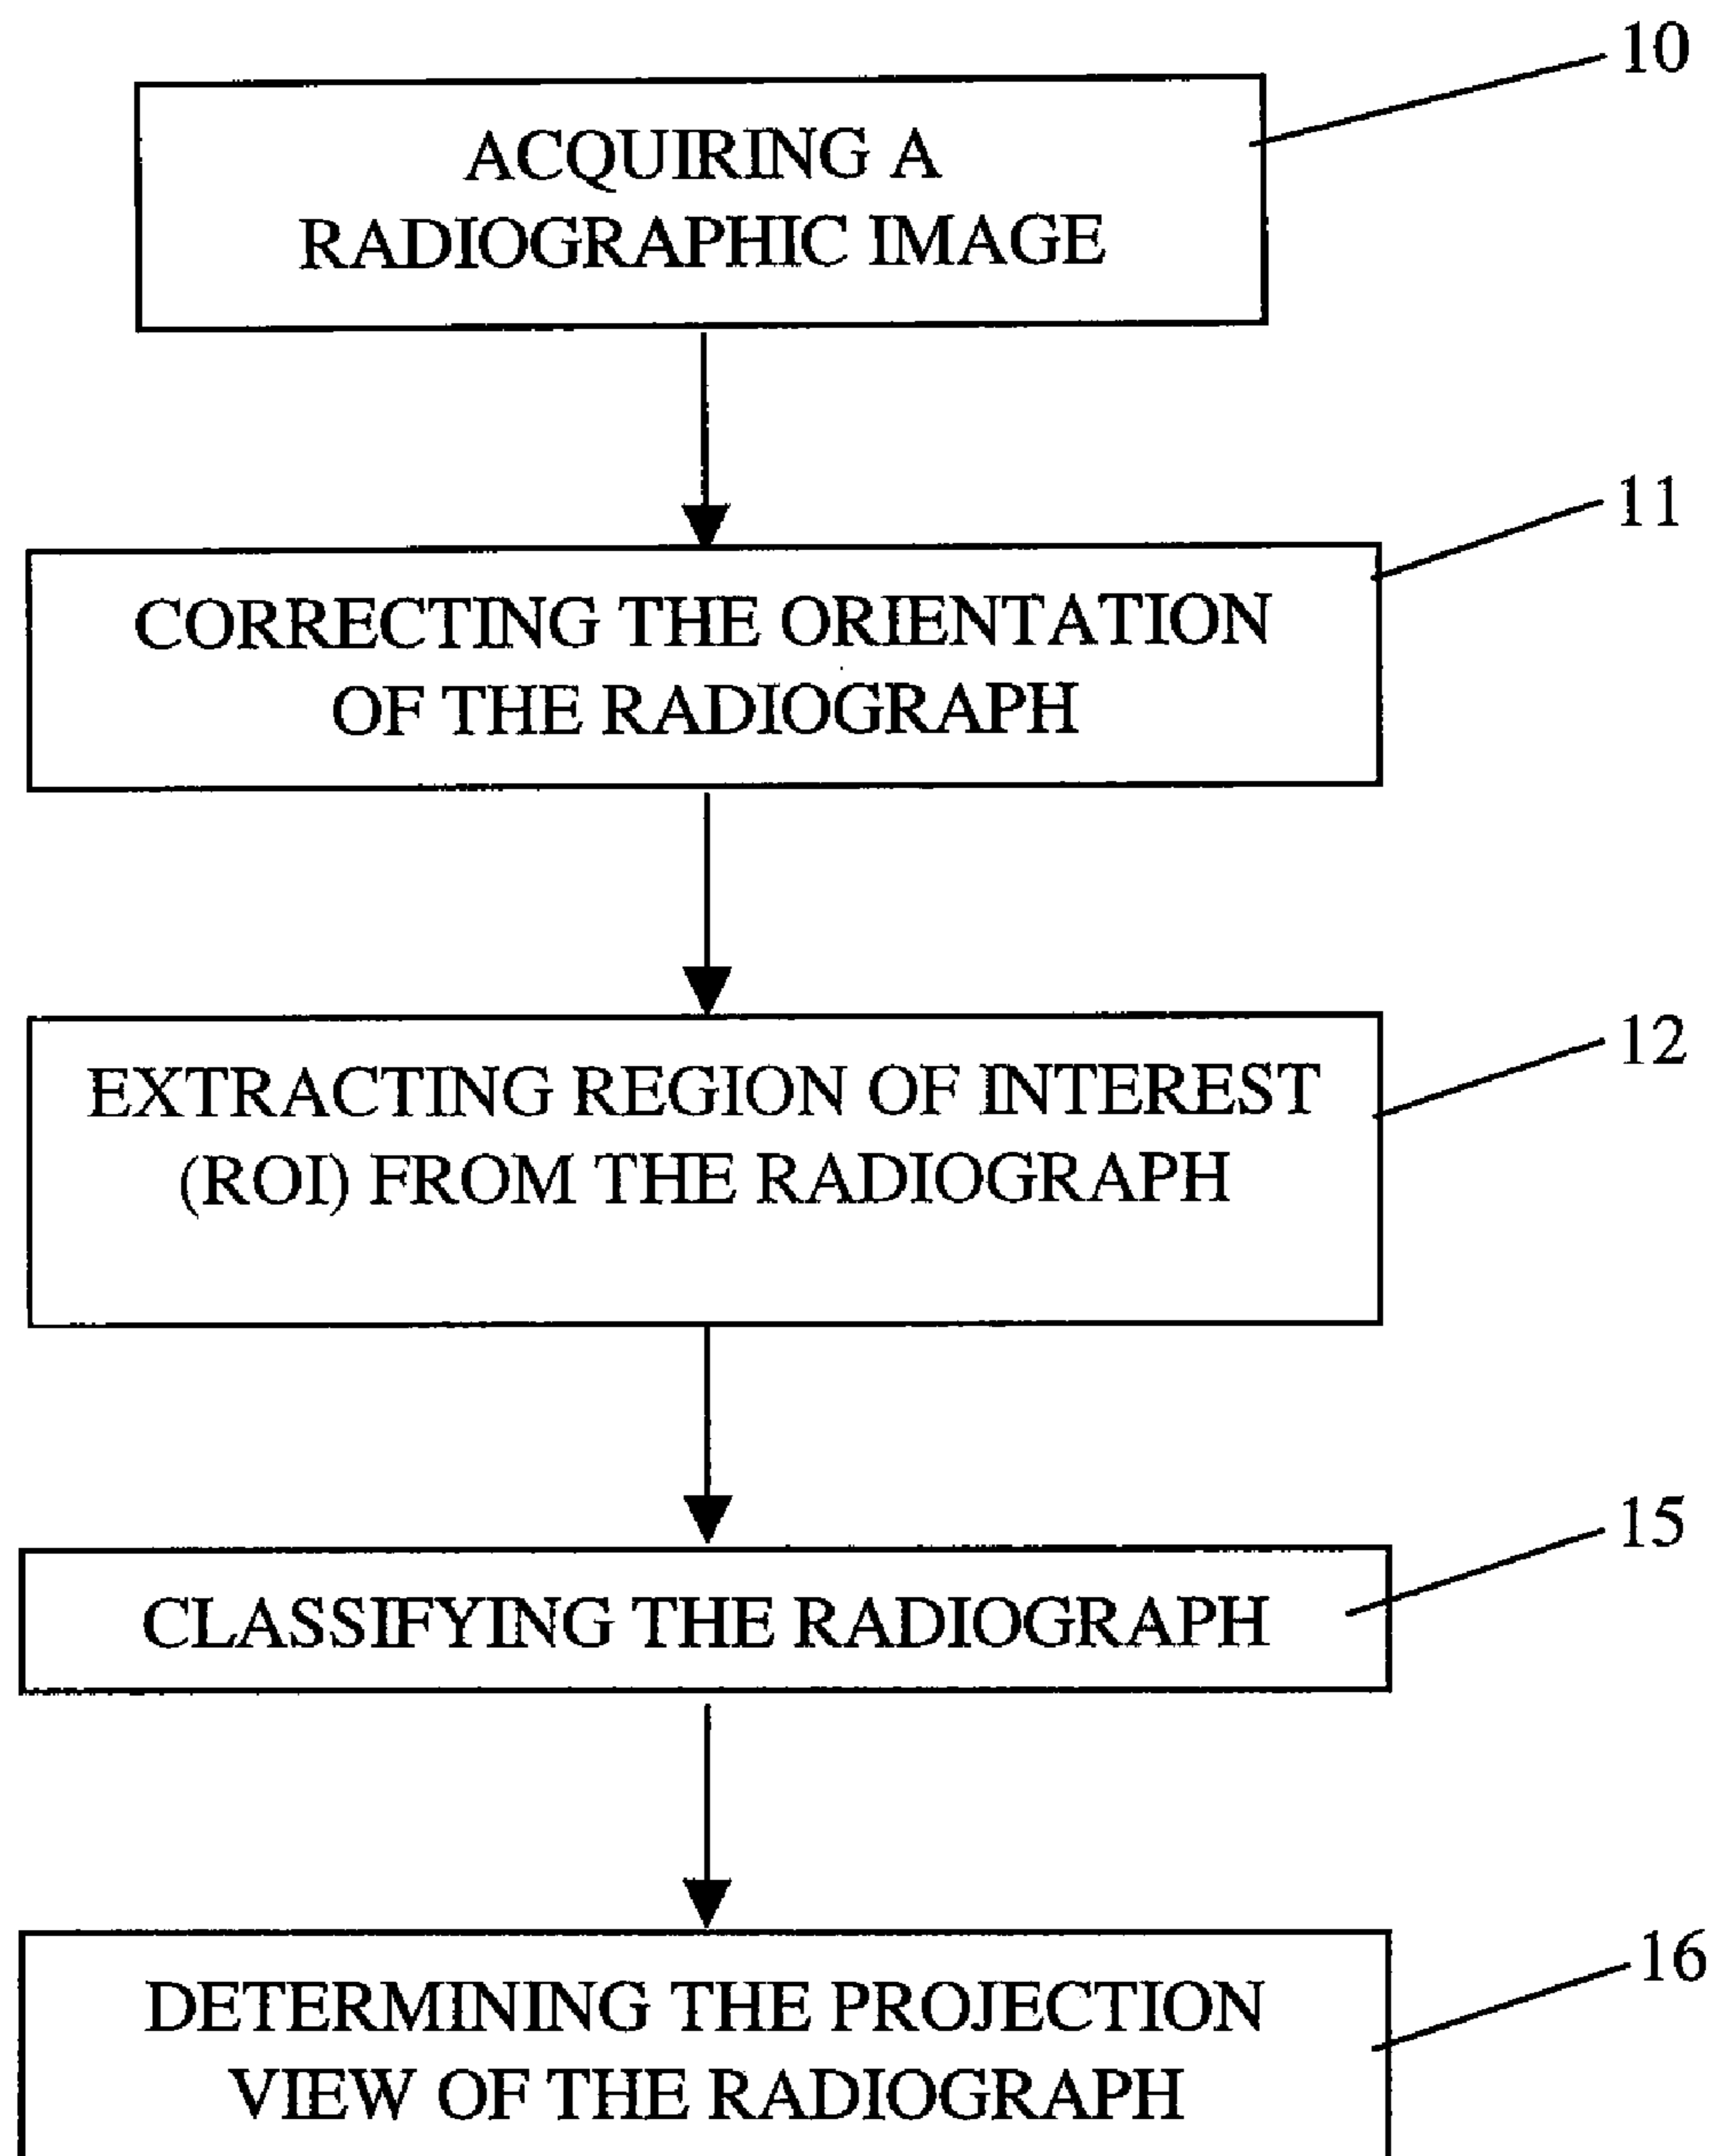 10
ACQUIRING A
RADIOGRAPHIC IMAGE
11
CORRECTING THE ORIENTATION
OF THE RADIOGRAPH
12
EXTRACTING REGION OF INTEREST
(ROI) FROM THE RADIOGRAPH
15
CLASSIFYING THE RADIOGRAPH
16
DETERMINING THE PROJECTION
VIEW OF THE RADIOGRAPH